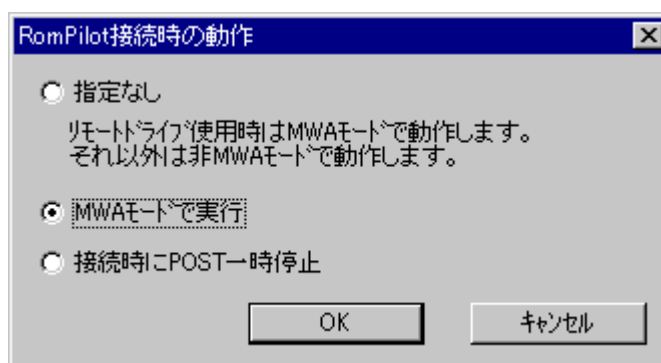 RomPilot接続時の動作
指定なし
ﾘﾓｰﾄﾄﾞﾗｲﾌﾞ使用時はMWAﾓｰﾄﾞで動作します。
それ以外は非MWAﾓｰﾄﾞで動作します。
MWAﾓｰﾄﾞで実行
接続時にPOST一時停止
OK
ｷｬﾝｾﾙ